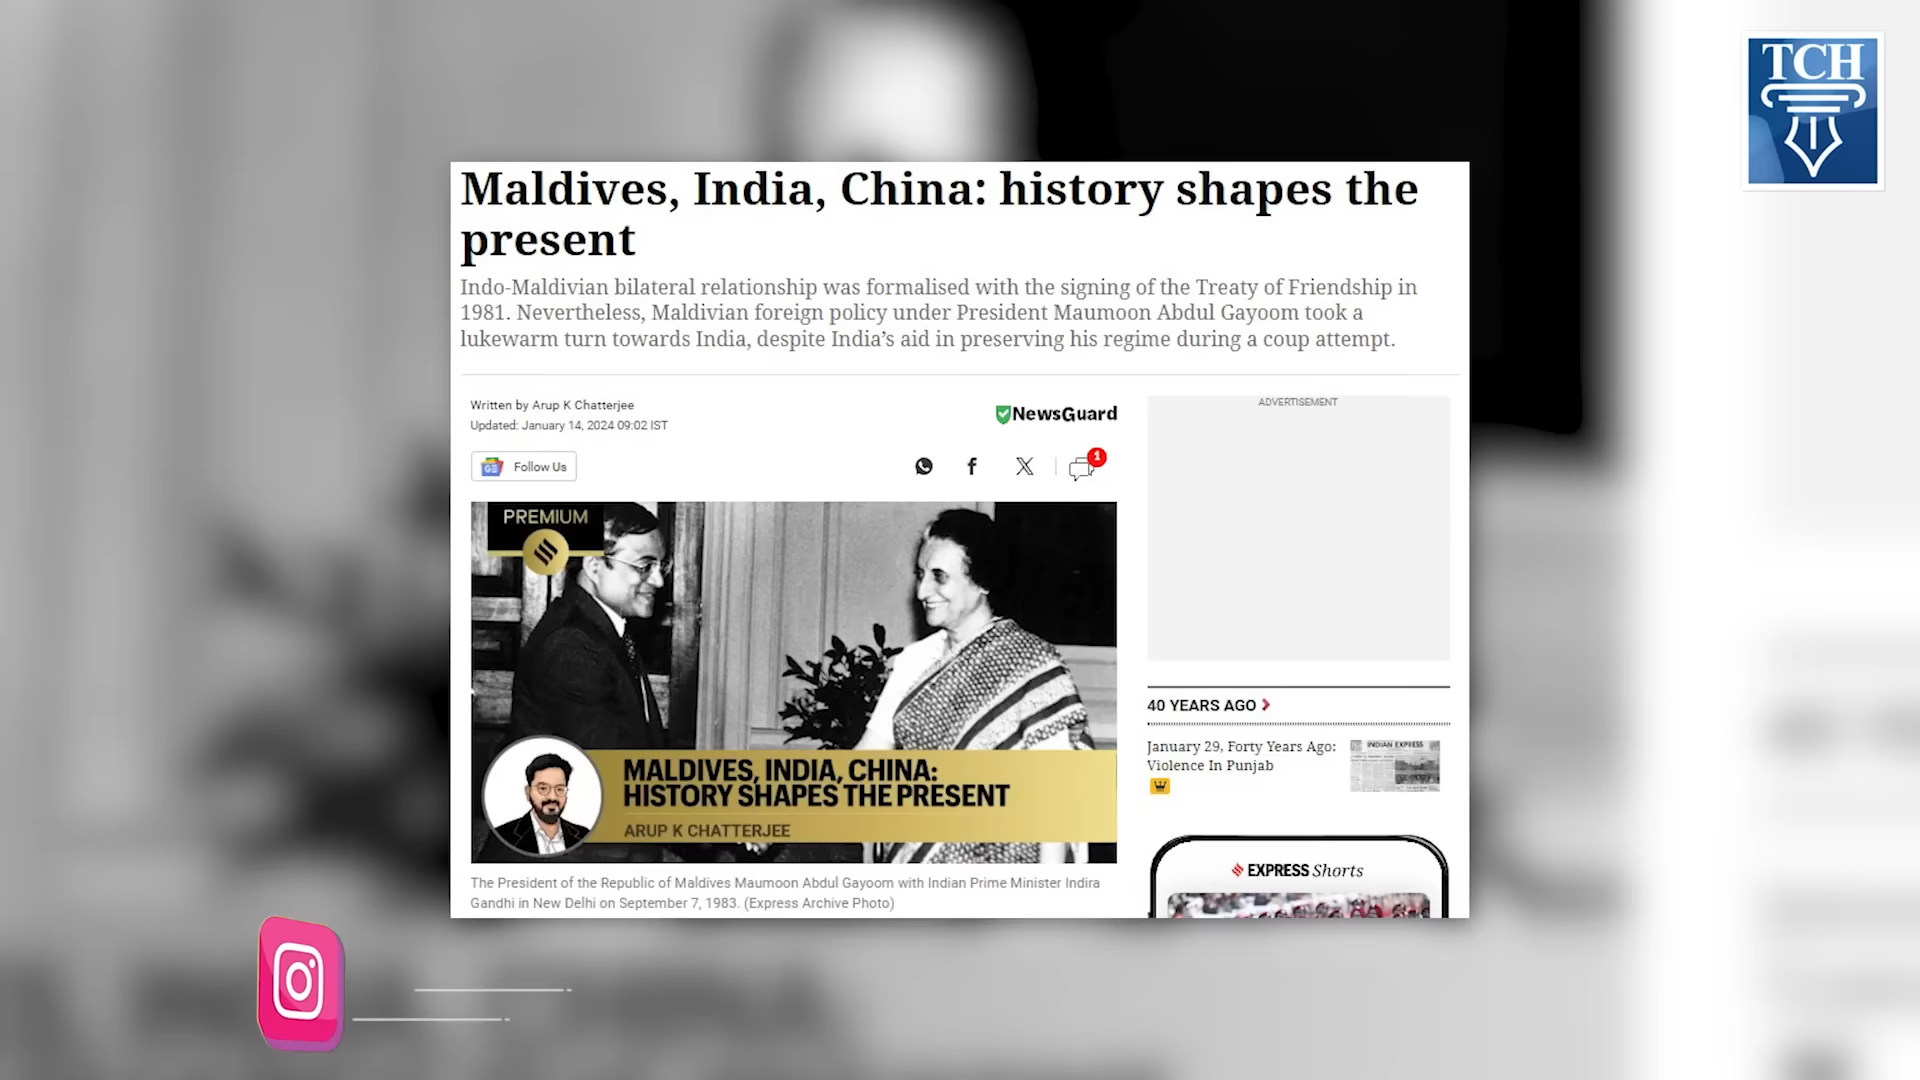 TCH
Maldives, India, China: history shapes the
present
Indo-Maldivian bilateral relationship was formalised with the signing of the Treaty of Friendship in
1981. Nevertheless, Maldivian foreign policy under President Maumoon Abdul Gayoom took a
lukewarm turn towards India, despite India’s aid in preserving his regime during a coup attempt.
Written by Arup K Chatterjee
Updated: January 14, 2024 09:02 IST
NewsGuard
Follow Us
1
PREMIUM
MALDIVES, INDIA, CHINA:
HISTORY SHAPES THE PRESENT
ARUP K CHATTERJEE
The President of the Republic of Maldives Maumoon Abdul Gayoom with Indian Prime Minister Indira
Gandhi in New Delhi on September 7, 1983. (Express Archive Photo)
ADVERTISEMENT
40 YEARS AGO
January 29, Forty Years Ago:
Violence In Punjab
INDIAN EXPRESS
EXPRESS Shorts